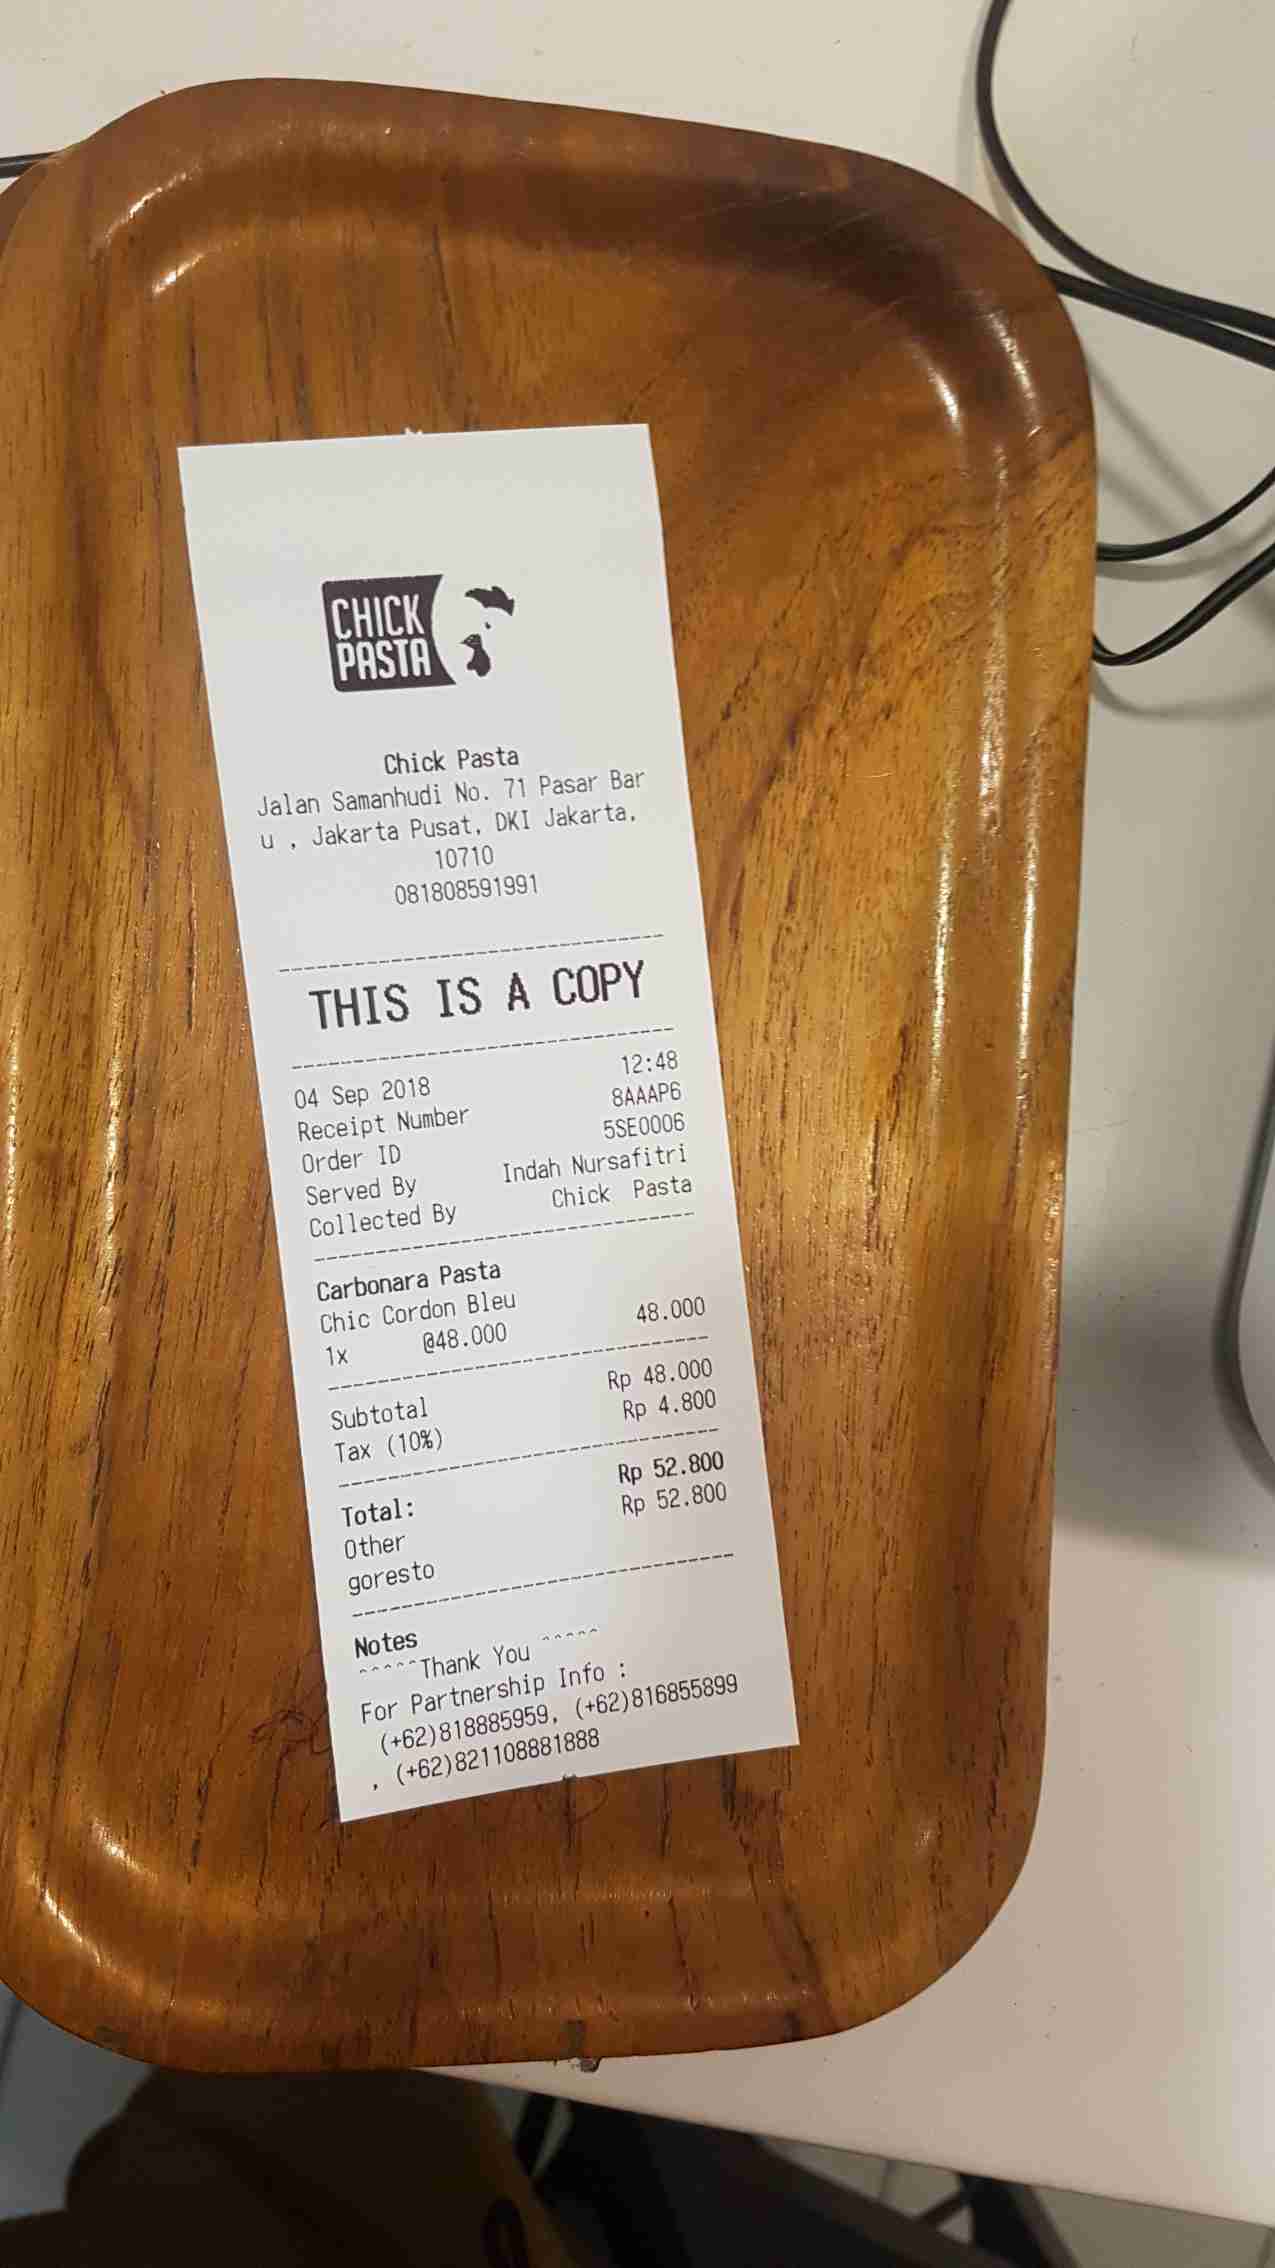 CHICK
PASTA
Chick Pasta
Jalan Samanhudi No. 71 Pasar Bar
u , Jakarta Pusat, DKI Jakarta,
10710
081808591991
THIS IS A COPY
04 Sep 2018 12:48
Receipt Number 8AAAP6
Order ID 5SE0006
Served By Indah Nursafitri
Collected By Chick Pasta
Carbonara Pasta
Chic Cordon Bleu
1x @48.000 48.000
Subtotal Rp 48.000
Tax (10%) Rp 4.800
Total: Rp 52.800
Other Rp 52.800
goresto
Notes
^^^^^Thank You ^^^^^
For Partnership Info :
(+62)818885959, (+62)816855899
, (+62)821108881888